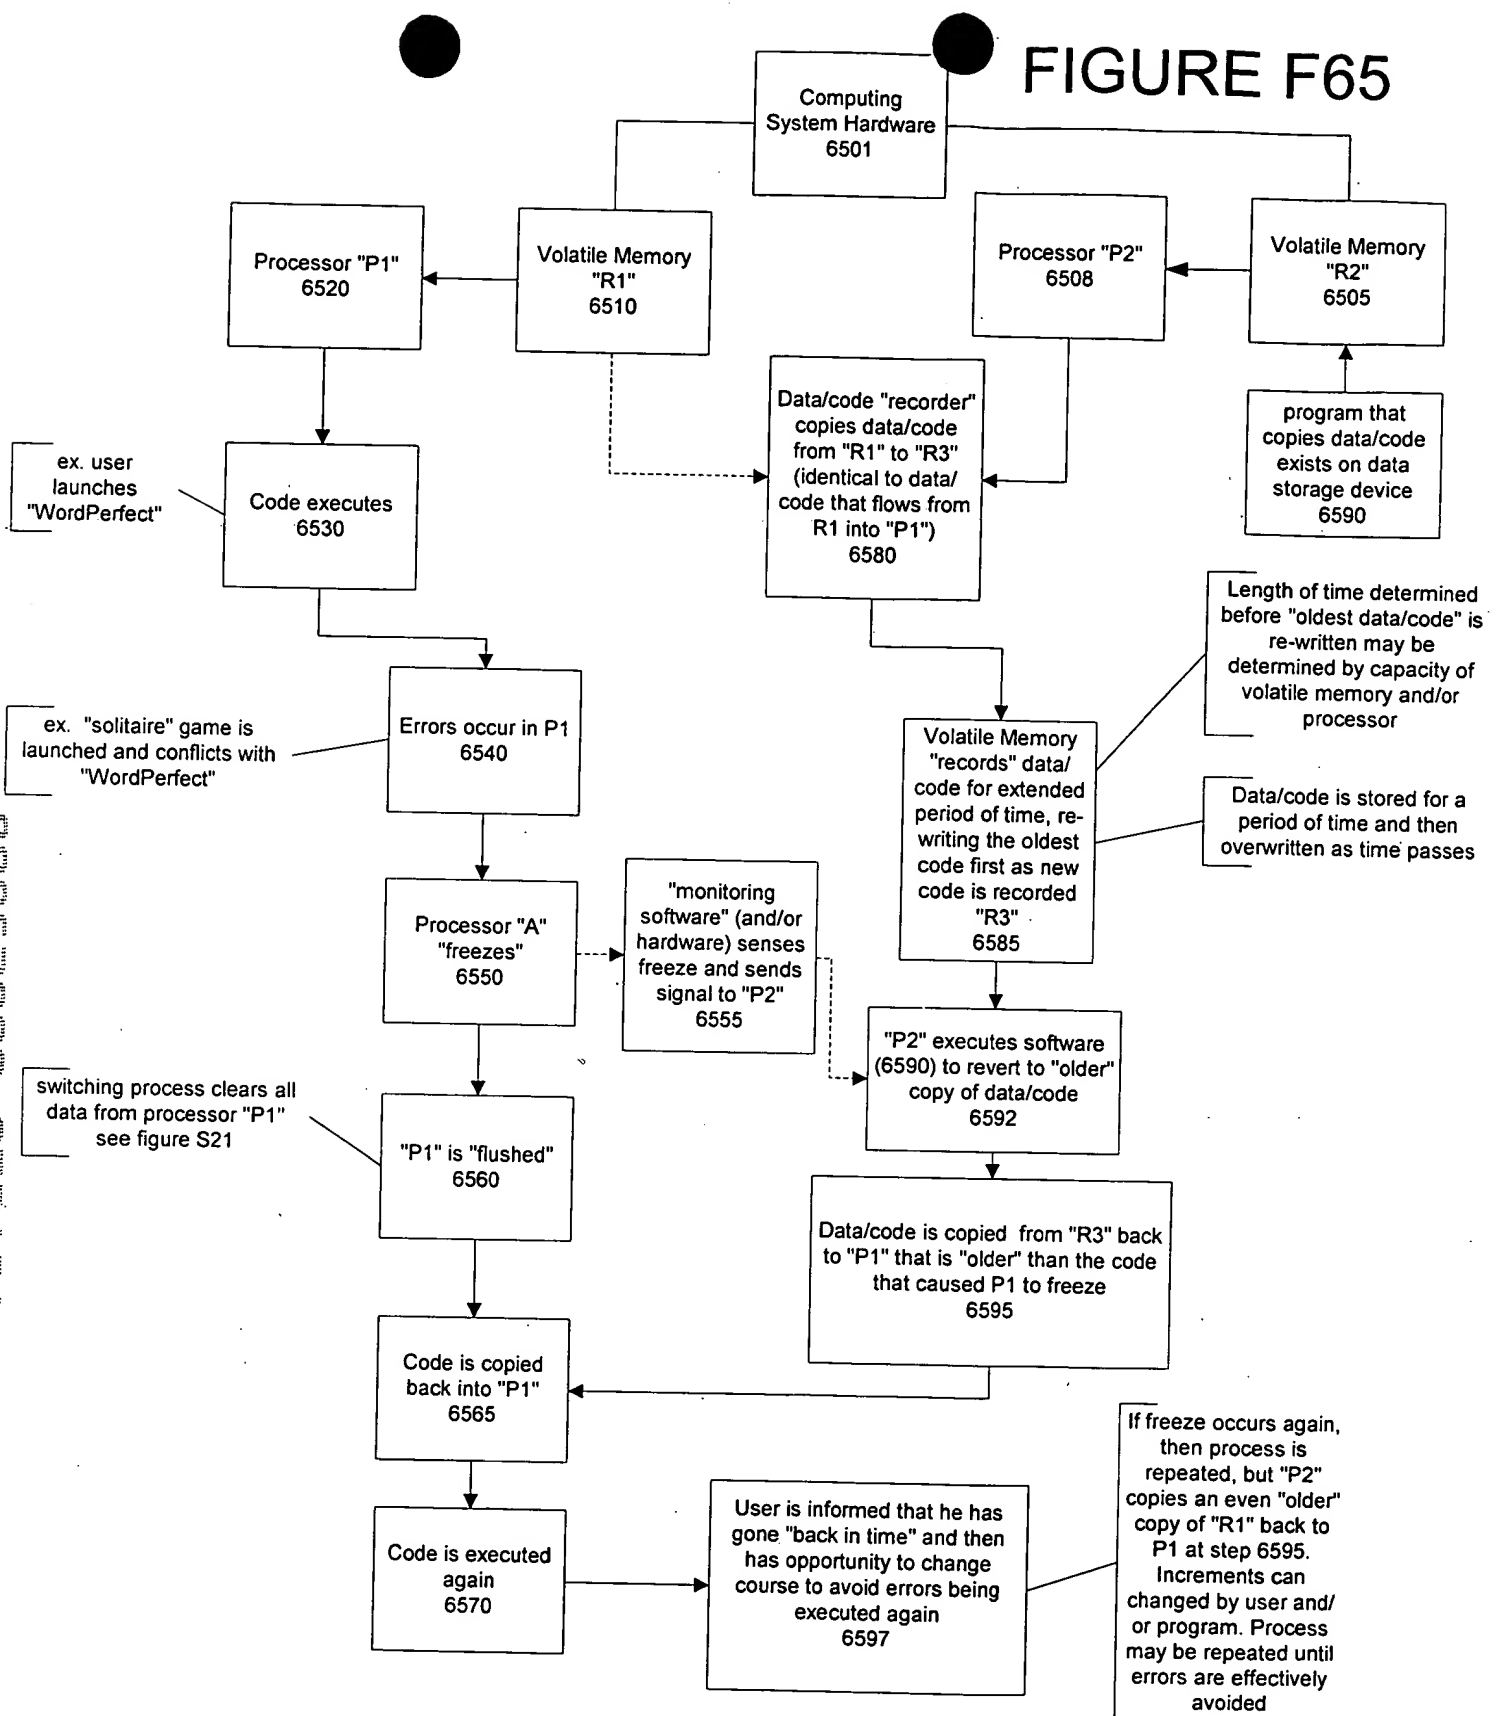 FIGURE F65
Computing
System Hardware
6501
Processor "P1"
6520
Volatile Memory
"R1"
6510
Processor "P2"
6508
Volatile Memory
"R2"
6505
Data/code "recorder"
copies data/code
from "R1" to "R3"
(identical to data/
code that flows from
R1 into "P1")
6580
program that
copies data/code
exists on data
storage device
6590
ex. user
launches
"WordPerfect"
Code executes
6530
Length of time determined
before "oldest data/code" is
re-written may be
determined by capacity of
volatile memory and/or
processor
ex. "solitaire" game is
launched and conflicts with
"WordPerfect"
Errors occur in P1
6540
Volatile Memory
"records" data/
code for extended
period of time, re-
writing the oldest
code first as new
code is recorded
"R3"
6585
Data/code is stored for a
period of time and then
overwritten as time passes
Processor "A"
"freezes"
6550
"monitoring
software" (and/or
hardware) senses
freeze and sends
signal to "P2"
6555
"P2" executes software
(6590) to revert to "older"
copy of data/code
6592
switching process clears all
data from processor "P1"
see figure S21
"P1" is "flushed"
6560
Data/code is copied from "R3" back
to "P1" that is "older" than the code
that caused P1 to freeze
6595
Code is copied
back into "P1"
6565
Code is executed
again
6570
User is informed that he has
gone "back in time" and then
has opportunity to change
course to avoid errors being
executed again
6597
If freeze occurs again,
then process is
repeated, but "P2"
copies an even "older"
copy of "R1" back to
P1 at step 6595.
Increments can
changed by user and/
or program. Process
may be repeated until
errors are effectively
avoided